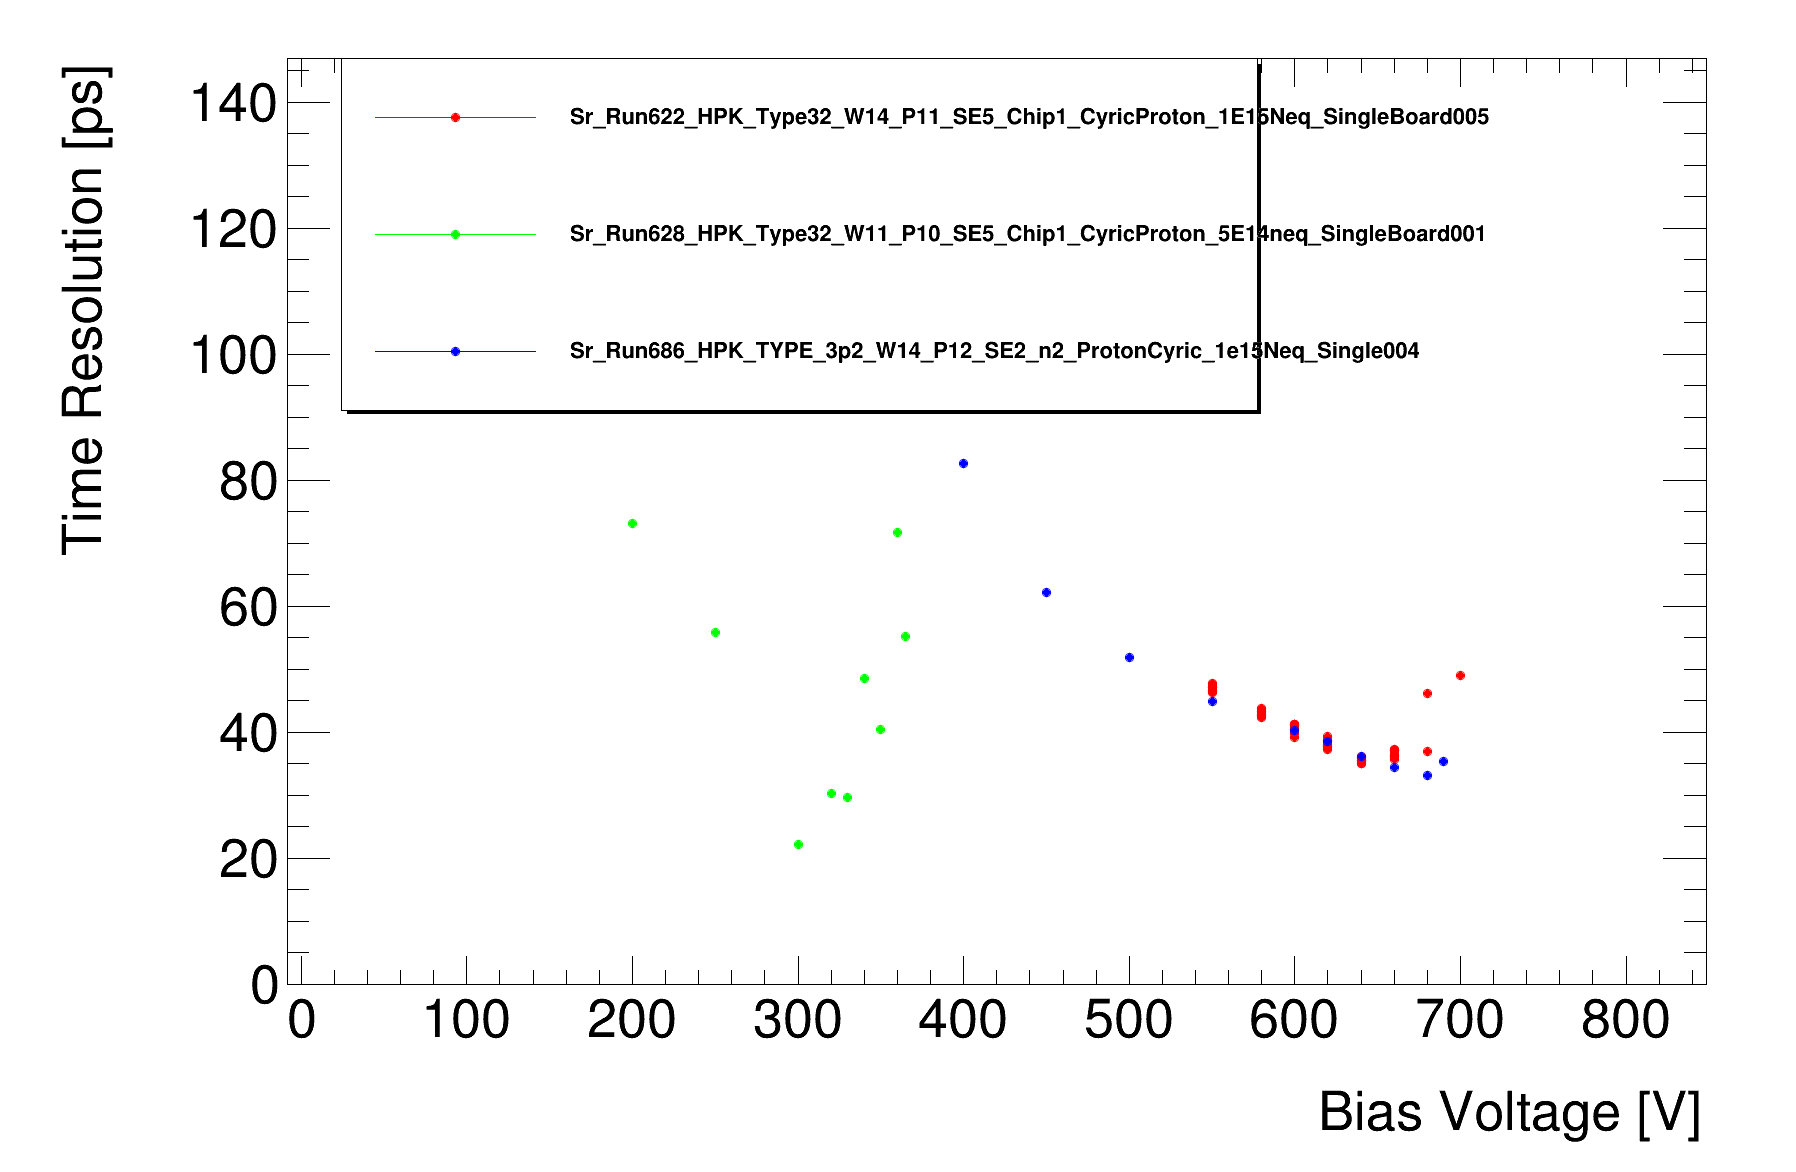 Time Resolution [ps]
140
120
100
80
60
40
20
0
Sr_Run622_HPK_Type32_W14_P11_SE5_Chip1_CyricProton_1E15Neq_SingleBoard005
Sr_Run628_HPK_Type32_W11_P10_SE5_Chip1_CyricProton_5E14neq_SingleBoard001
Sr_Run686_HPK_TYPE_3p2_W14_P12_SE2_n2_ProtonCyric_1e15Neq_Single004
0 100 200 300 400 500 600 700 800
Bias Voltage [V]